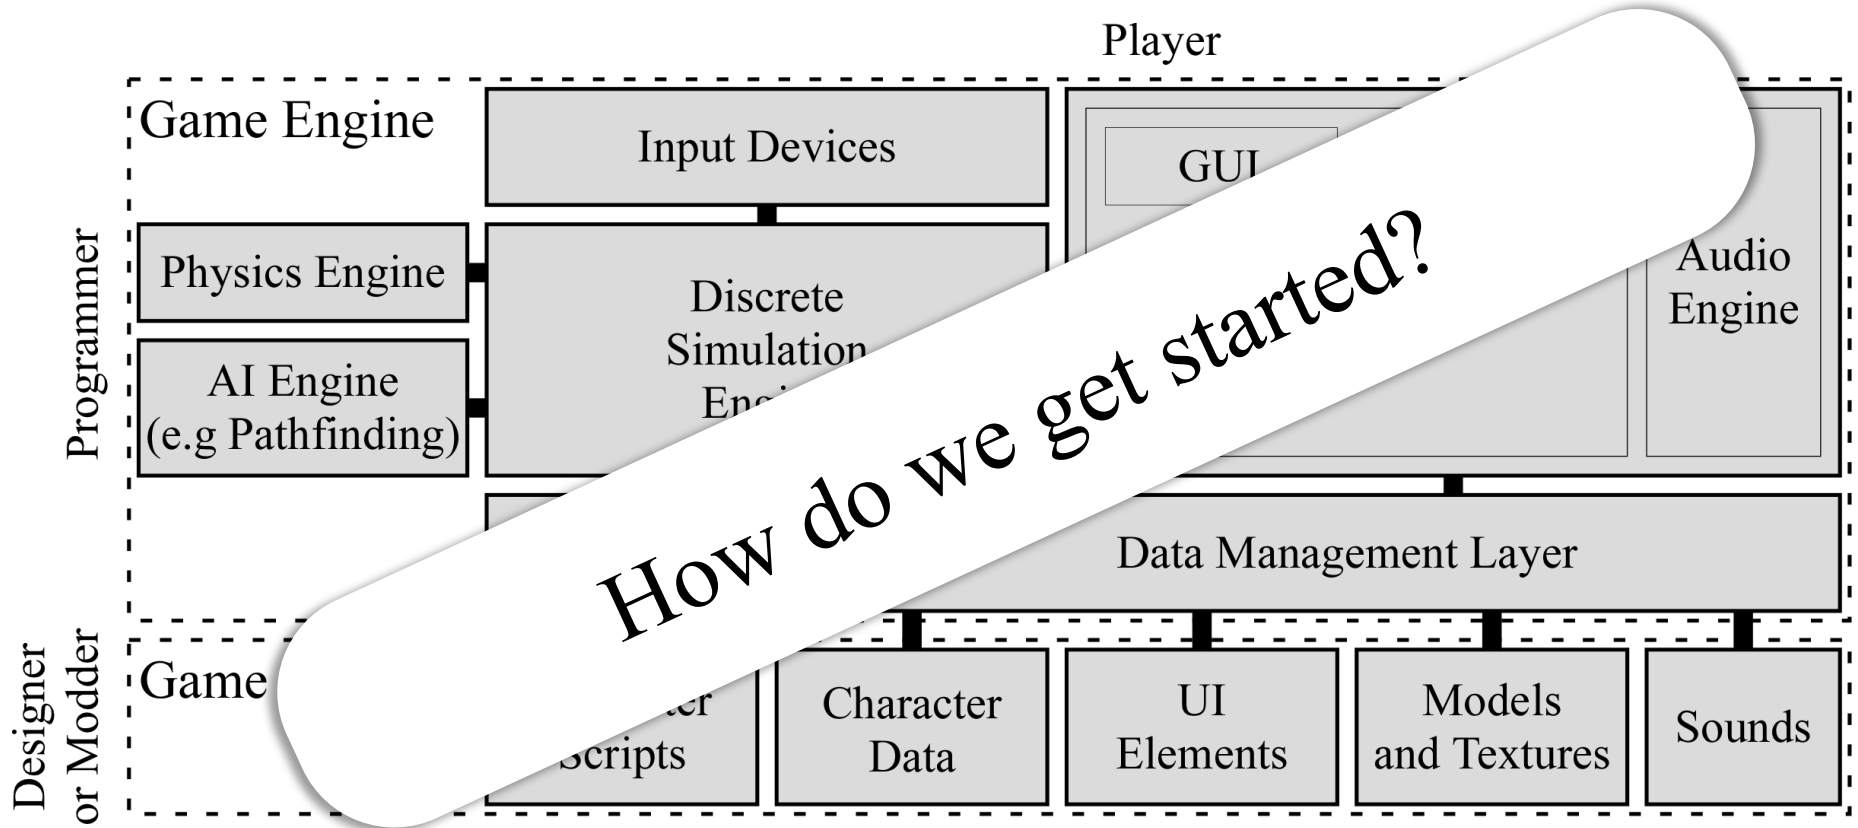 Player
Game Engine
Input Devices
GUI
Programmer
Physics Engine
Discrete
Simulation
Audio
Engine
AI Engine
(e.g Pathfinding)
How do we get started?
Data Management Layer
Designer
or Modder
Game
Scripts
Character
Data
UI
Elements
Models
and Textures
Sounds